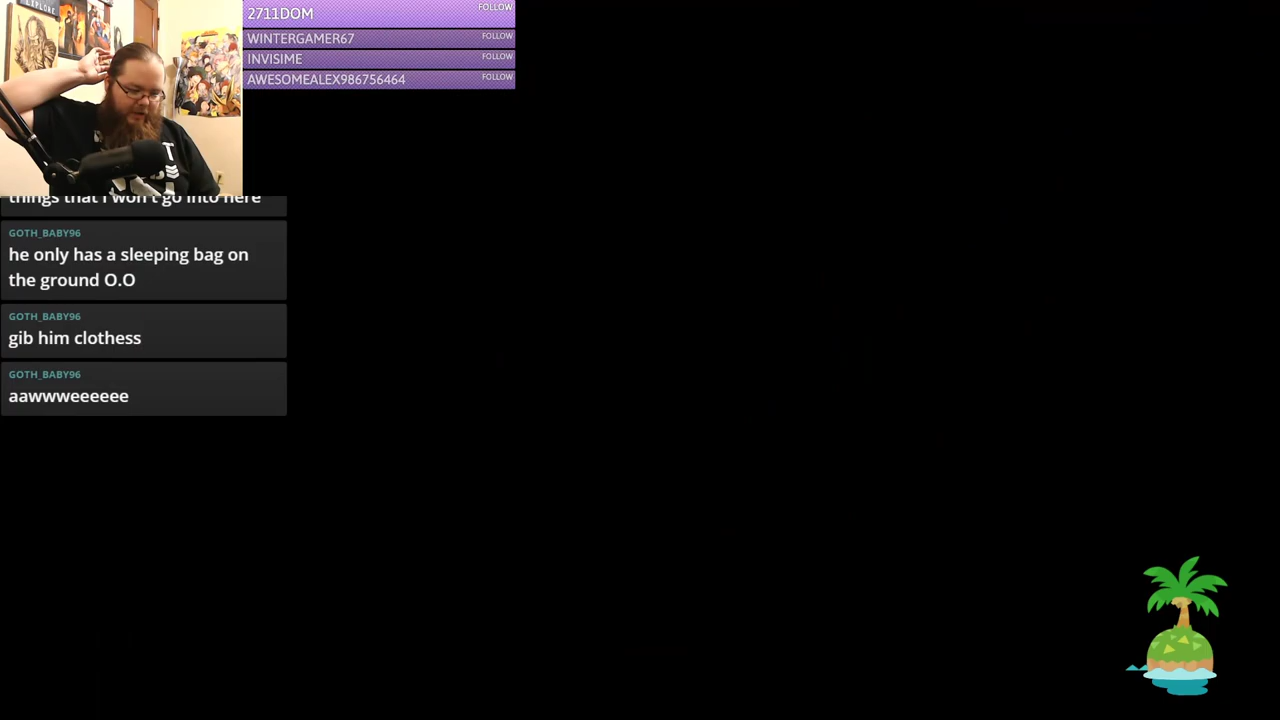 EXPLORE
2711DOM FOLLOW
WINTERGAMER67 FOLLOW
INVISIME FOLLOW
AWESOMEALEX986756464 FOLLOW
things that I won't go into here
GOTH_BABY96
he only has a sleeping bag on
the ground O.O
GOTH_BABY96
gib him clothess
GOTH_BABY96
aawwweeeeee